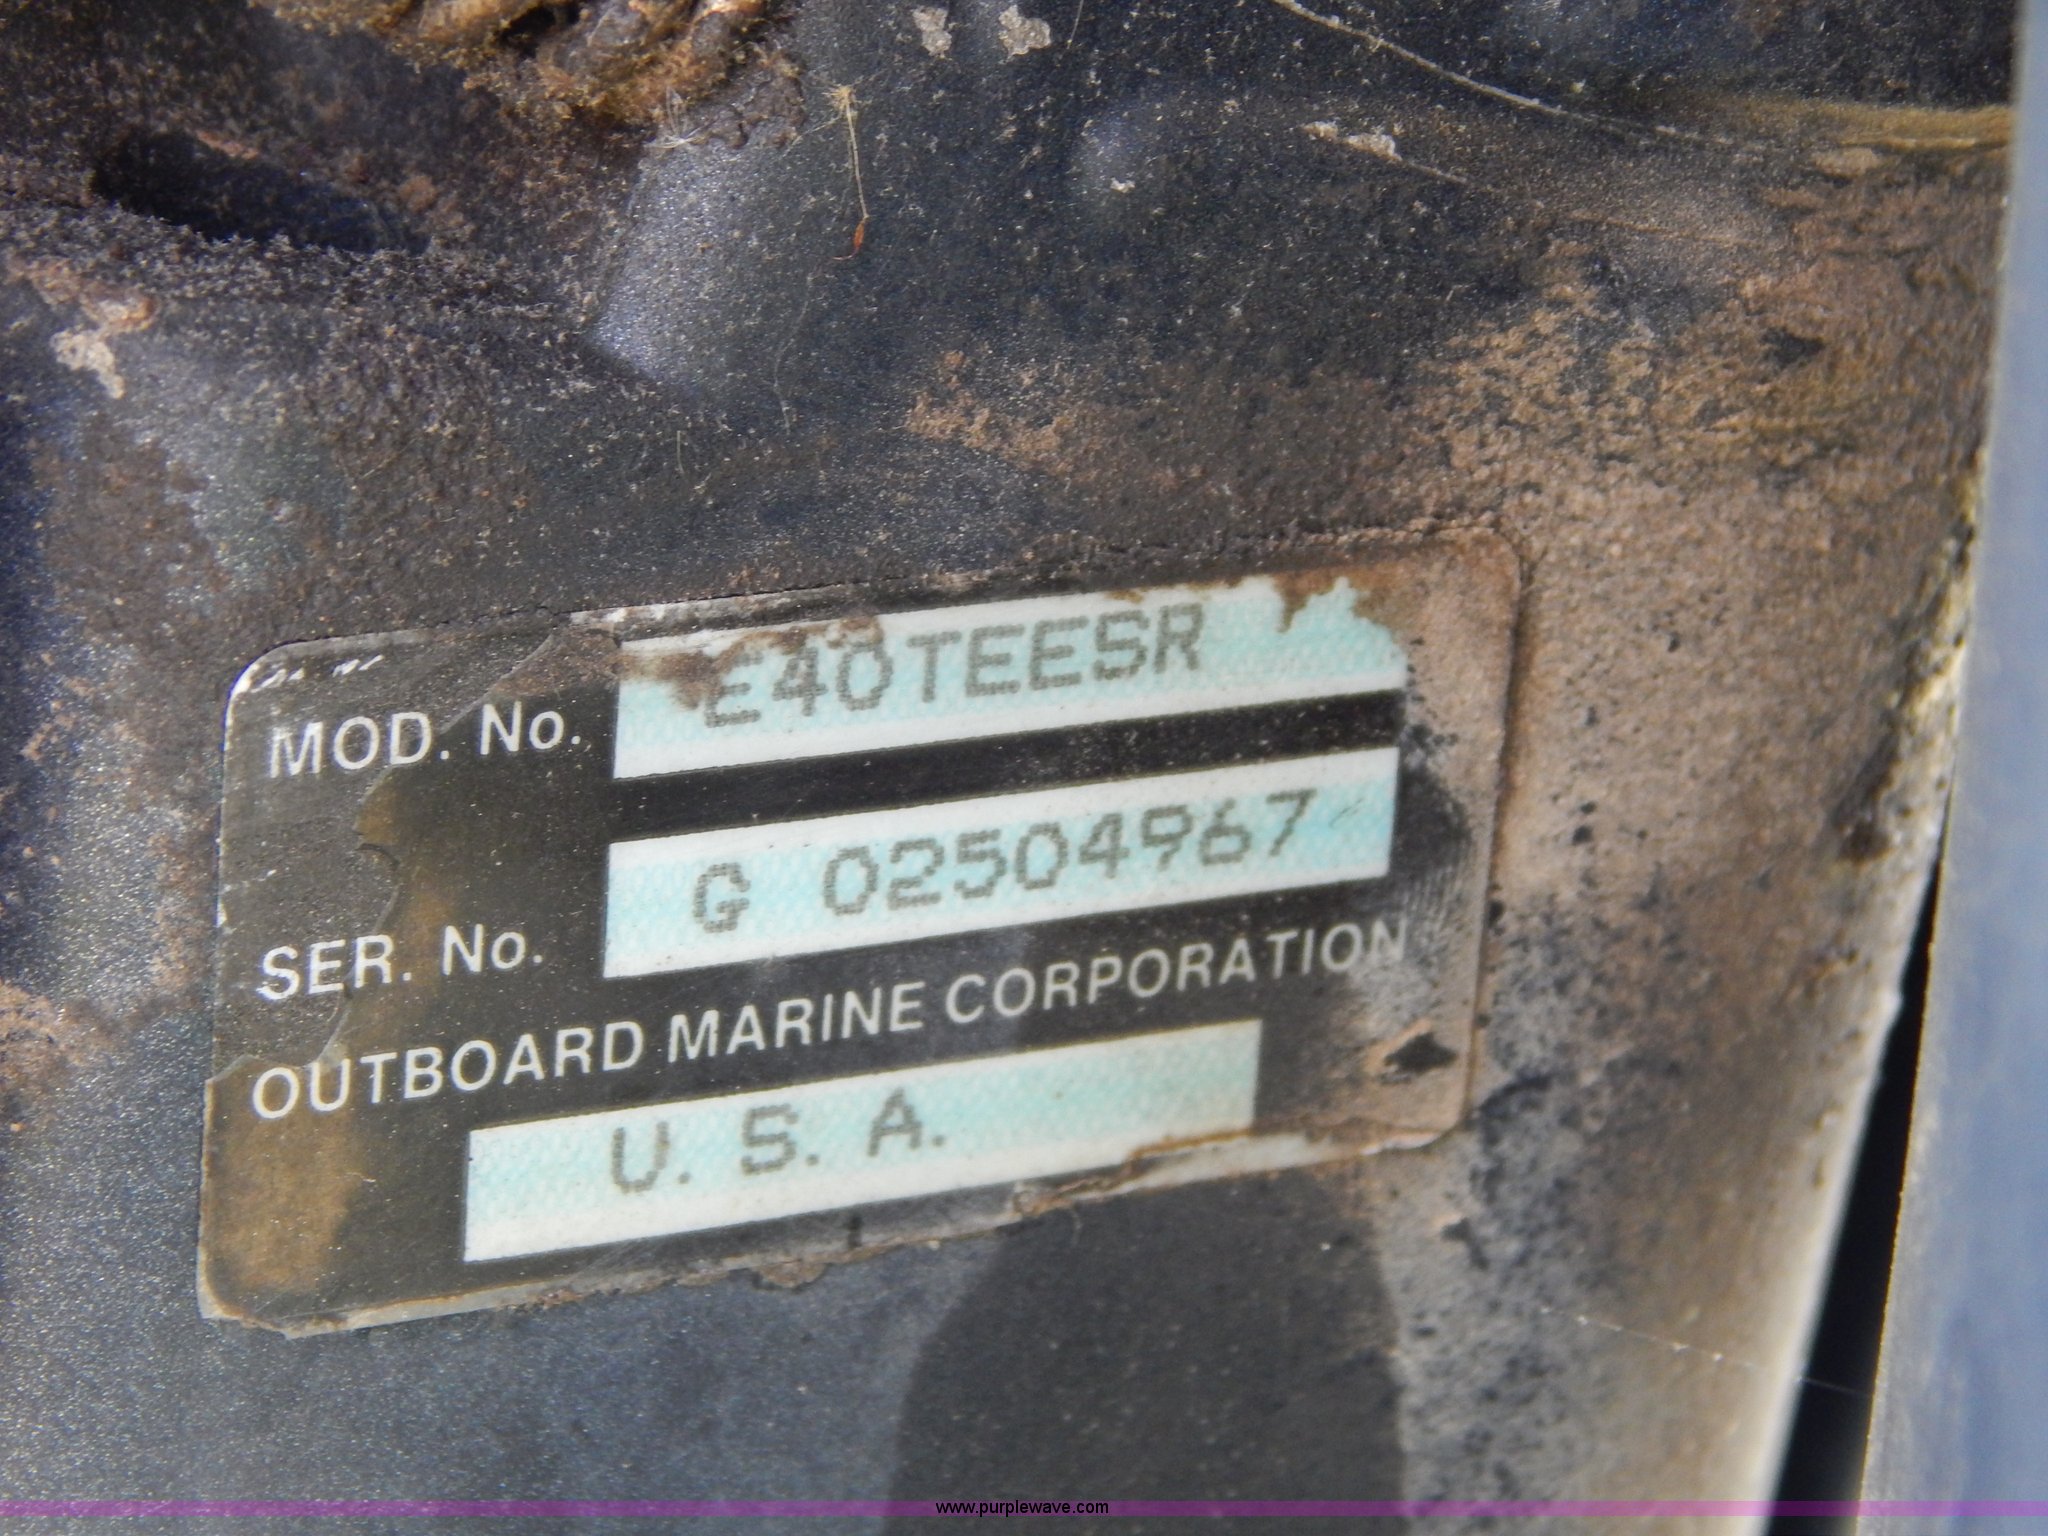 MOD. No. E40TEESR
SER. No. G 02504967
OUTBOARD MARINE CORPORATION
U. S. A.
www.purplewave.com